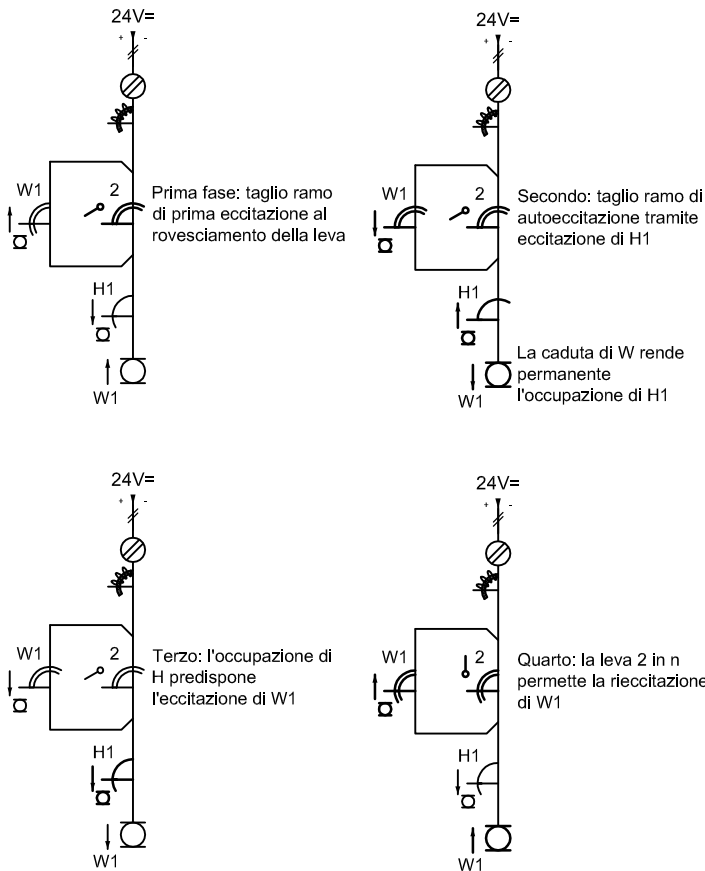 24V=
+ -
W1
2
Prima fase: taglio ramo
di prima eccitazione al
rovesciamento della leva
H1
W1
24V=
+ -
W1
2
Secondo: taglio ramo di
autoeccitazione tramite
eccitazione di H1
H1
La caduta di W rende
permanente
l'occupazione di H1
W1
24V=
+ -
W1
2
Terzo: l'occupazione di
H predispone
l'eccitazione di W1
H1
W1
24V=
+ -
W1
2
Quarto: la leva 2 in n
permette la rieccitazione
di W1
H1
W1